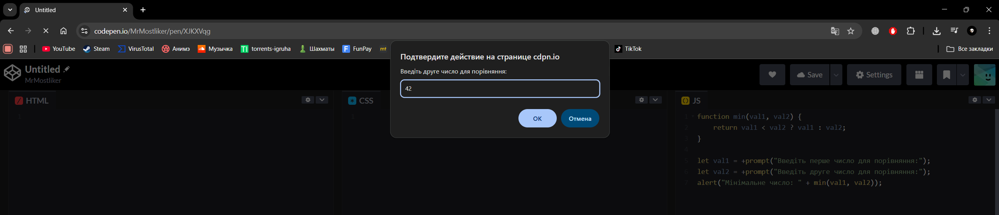 Untitled
codepen.io/MrMostliker/pen/XJKXVqg
YouTube Steam VirusTotal Анимэ Музычка torrents-igruha Шахматы FunPay mt TikTok Все закладки
Подтвердите действие на странице cdpn.io
Введіть друге число для порівняння:
42
ОК Отмена
Untitled
MrMostliker
Save Settings
HTML
1
CSS
1
JS
1 function min(val1, val2) {
2 return val1 < val2 ? val1 : val2;
3 }
4
5 let val1 = +prompt("Введіть перше число для порівняння:");
6 let val2 = +prompt("Введіть друге число для порівняння:");
7 alert("Мінімальне число: " + min(val1, val2));